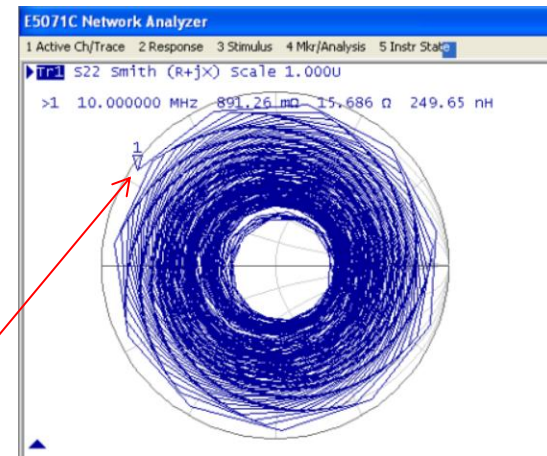 E5071C Network Analyzer
1 Active Ch/Trace 2 Response 3 Stimulus 4 Mkr/Analysis 5 Instr State
Tr1 S22 Smith (R+jX) Scale 1.000U
>1 10.000000 MHz 891.26 mΩ 15.686 Ω 249.65 nH
1